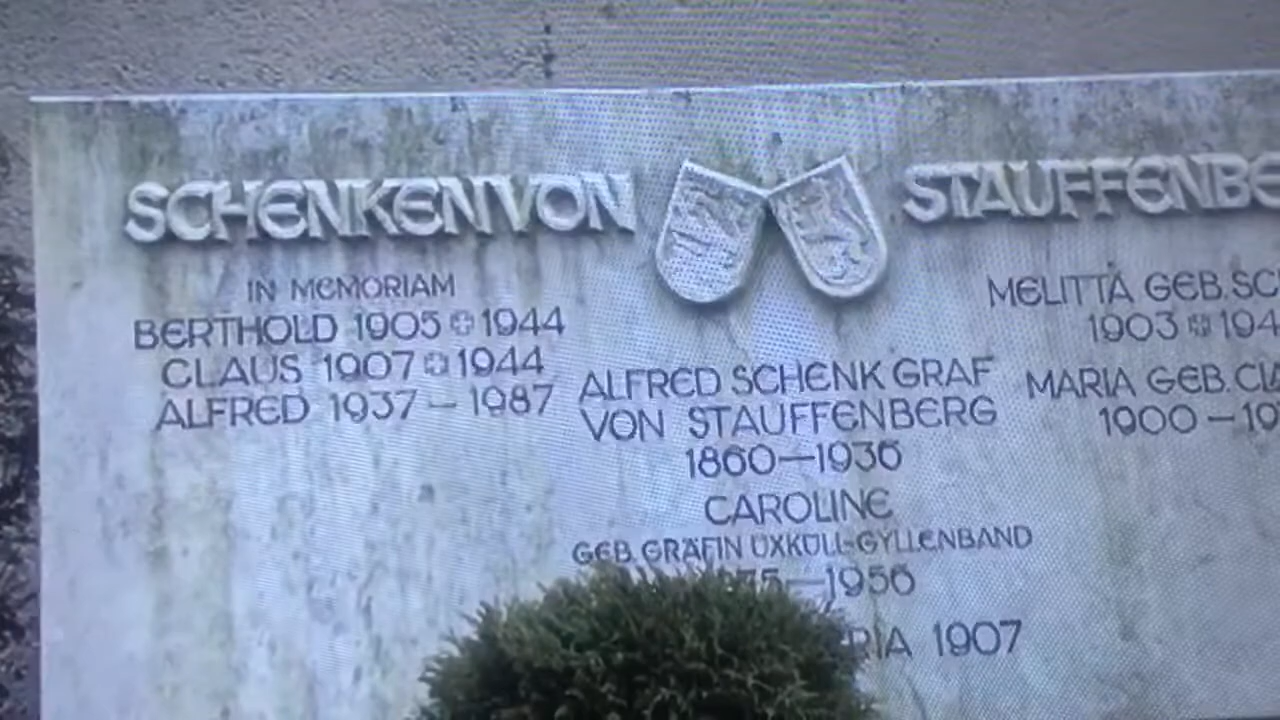 SCHENKEN VON STAUFFENBE
IN MEMORIAM
BERTHOLD 1905 1944
CLAUS 1907 1944
ALFRED 1937 – 1987
ALFRED SCHENK GRAF
VON STAUFFENBERG
1860—1936
CAROLINE
GEB. GRÄFIN ÜXKÜLL-GYLLENBAND
75—1956
RIA 1907
MELITTA GEB. SC
1903 194
MARIA GEB. CLA
1900 – 19